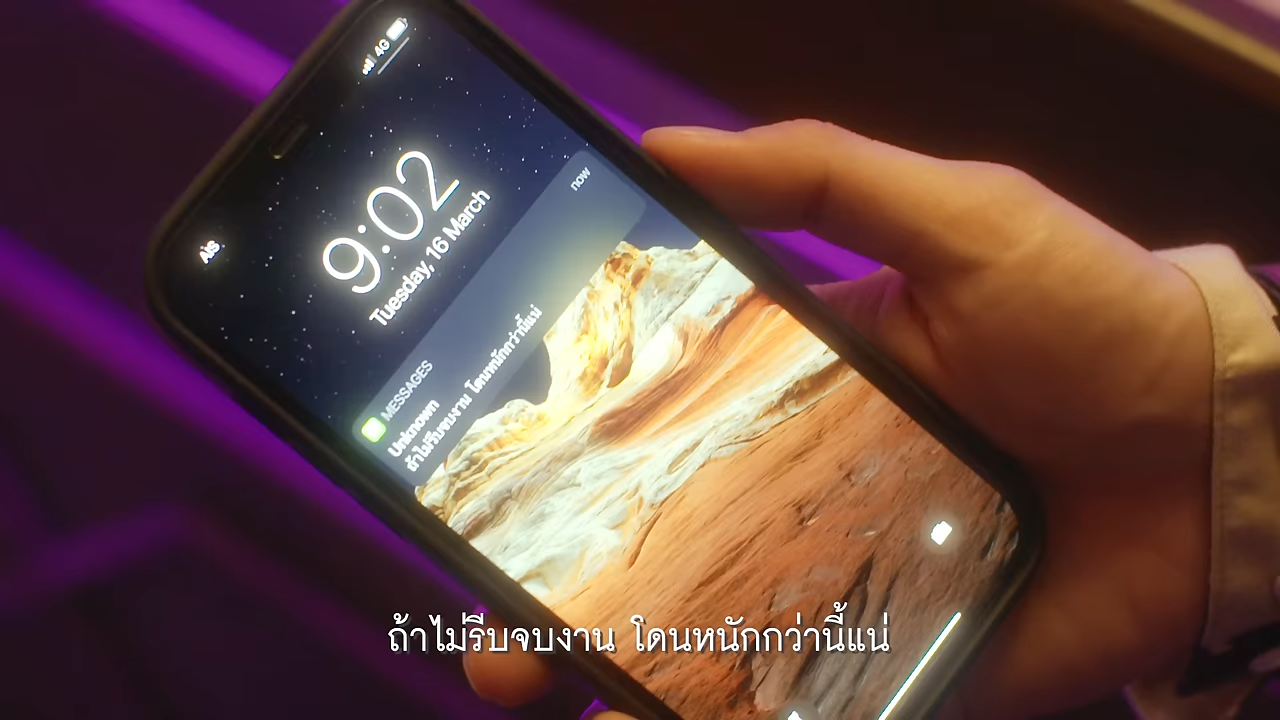 4G
AIS
9:02
Tuesday, 16 March
MESSAGES
now
Unknown
ถ้าไม่รีบจบงาน โดนหนักกว่านี้แน่
ถ้าไม่รีบจบงาน โดนหนักกว่านี้แน่